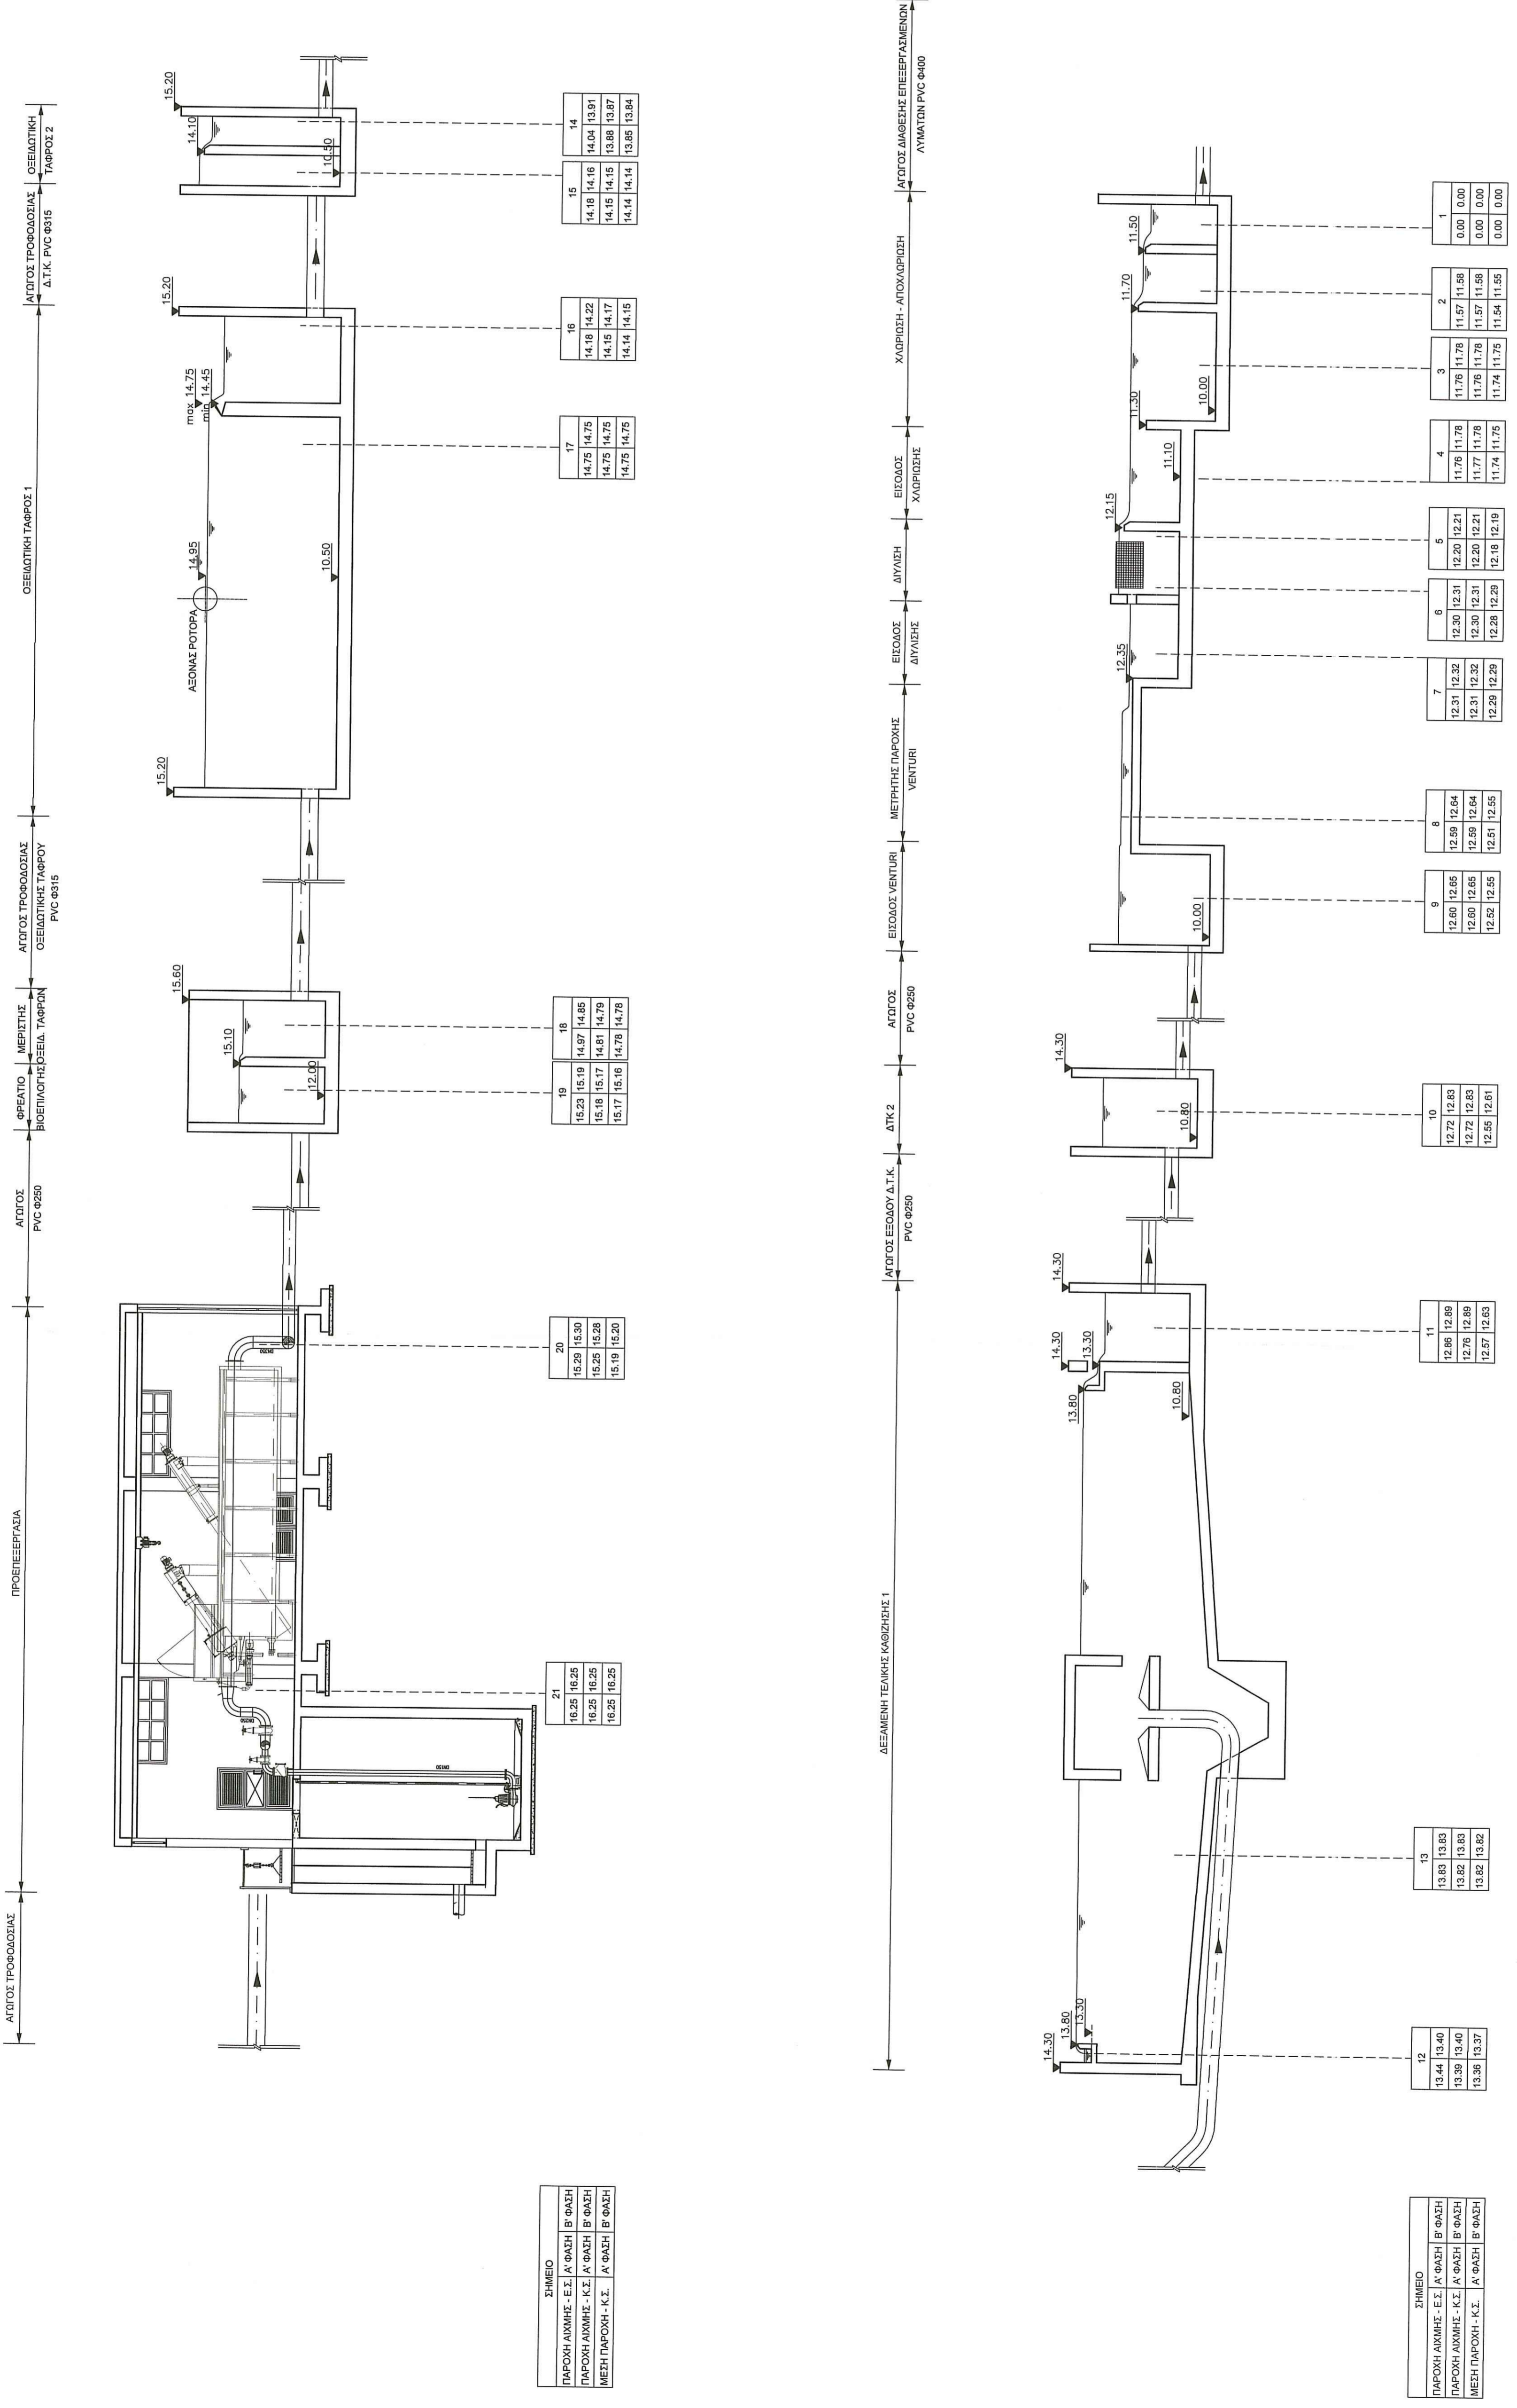 ΑΓΩΓΟΣ ΤΡΟΦΟΔΟΣΙΑΣ
ΠΡΟΕΠΕΞΕΡΓΑΣΙΑ
ΑΓΩΓΟΣ
PVC Φ250
ΦΡΕΑΤΙΟ
ΒΙΟΕΠΙΛΟΓΗΣ
ΜΕΡΙΣΤΗΣ
ΟΞΕΙΔ. ΤΑΦΡΩΝ
ΑΓΩΓΟΣ ΤΡΟΦΟΔΟΣΙΑΣ
ΟΞΕΙΔΩΤΙΚΗΣ ΤΑΦΡΟΥ
PVC Φ315
ΟΞΕΙΔΩΤΙΚΗ ΤΑΦΡΟΣ 1
ΑΓΩΓΟΣ ΤΡΟΦΟΔΟΣΙΑΣ
Δ.Τ.Κ. PVC Φ315
ΟΞΕΙΔΩΤΙΚΗ
ΤΑΦΡΟΣ 2
DN150
DN250
DN250
15.10
15.60
12.00
15.20
ΑΞΟΝΑΣ ΡΟΤΟΡΑ
14.95
10.50
max 14.75
min 14.45
15.20
14.10
15.20
10.50
ΣΗΜΕΙΟ
ΠΑΡΟΧΗ ΑΙΧΜΗΣ - Ε.Σ. Α' ΦΑΣΗ Β' ΦΑΣΗ
ΠΑΡΟΧΗ ΑΙΧΜΗΣ - Κ.Σ. Α' ΦΑΣΗ Β' ΦΑΣΗ
ΜΕΣΗ ΠΑΡΟΧΗ - Κ.Σ. Α' ΦΑΣΗ Β' ΦΑΣΗ
21
16.25 16.25
16.25 16.25
16.25 16.25
20
15.29 15.30
15.25 15.28
15.19 15.20
19
15.23 15.19
15.18 15.17
15.17 15.16
18
14.97 14.85
14.81 14.79
14.78 14.78
17
14.75 14.75
14.75 14.75
14.75 14.75
16
14.18 14.22
14.15 14.17
14.14 14.15
15
14.18 14.16
14.15 14.15
14.14 14.14
14
14.04 13.91
13.88 13.87
13.85 13.84
ΔΕΞΑΜΕΝΗ ΤΕΛΙΚΗΣ ΚΑΘΙΖΗΣΗΣ 1
ΑΓΩΓΟΣ ΕΞΟΔΟΥ Δ.Τ.Κ.
PVC Φ250
ΔΤΚ 2
ΑΓΩΓΟΣ
PVC Φ250
ΕΙΣΟΔΟΣ VENTURI
ΜΕΤΡΗΤΗΣ ΠΑΡΟΧΗΣ
VENTURI
ΕΙΣΟΔΟΣ
ΔΙΥΛΙΣΗΣ
ΔΙΥΛΙΣΗ
ΕΙΣΟΔΟΣ
ΧΛΩΡΙΩΣΗΣ
ΧΛΩΡΙΩΣΗ - ΑΠΟΧΛΩΡΙΩΣΗ
ΑΓΩΓΟΣ ΔΙΑΘΕΣΗΣ ΕΠΕΞΕΡΓΑΣΜΕΝΩΝ
ΛΥΜΑΤΩΝ PVC Φ400
14.30
13.80
13.30
13.80
14.30
13.30
10.80
14.30
14.30
10.80
10.00
12.35
12.15
11.10
11.30
10.00
11.70
11.50
ΣΗΜΕΙΟ
ΠΑΡΟΧΗ ΑΙΧΜΗΣ - Ε.Σ. Α' ΦΑΣΗ Β' ΦΑΣΗ
ΠΑΡΟΧΗ ΑΙΧΜΗΣ - Κ.Σ. Α' ΦΑΣΗ Β' ΦΑΣΗ
ΜΕΣΗ ΠΑΡΟΧΗ - Κ.Σ. Α' ΦΑΣΗ Β' ΦΑΣΗ
12
13.44 13.40
13.39 13.40
13.36 13.37
13
13.83 13.83
13.82 13.83
13.82 13.82
11
12.86 12.89
12.76 12.89
12.57 12.63
10
12.72 12.83
12.72 12.83
12.55 12.61
9
12.60 12.65
12.60 12.65
12.52 12.55
8
12.59 12.64
12.59 12.64
12.51 12.55
7
12.31 12.32
12.31 12.32
12.29 12.29
6
12.30 12.31
12.30 12.31
12.28 12.29
5
12.20 12.21
12.20 12.21
12.18 12.19
4
11.76 11.78
11.77 11.78
11.74 11.75
3
11.76 11.78
11.76 11.78
11.74 11.75
2
11.57 11.58
11.57 11.58
11.54 11.55
1
0.00 0.00
0.00 0.00
0.00 0.00